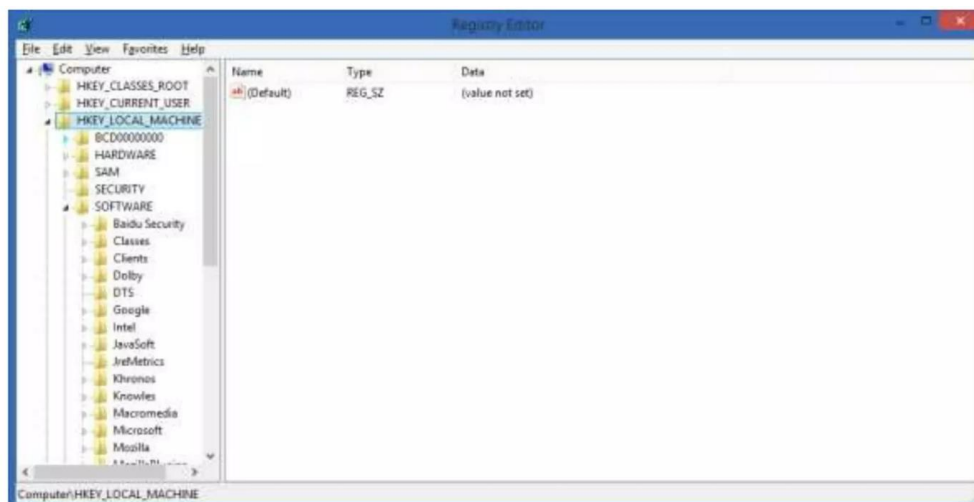 Registry Editor
File Edit View Favorites Help
Computer
HKEY_CLASSES_ROOT
HKEY_CURRENT_USER
HKEY_LOCAL_MACHINE
BCD00000000
HARDWARE
SAM
SECURITY
SOFTWARE
Baidu Security
Classes
Clients
Dolby
DTS
Google
Intel
JavaSoft
JreMetrics
Khronos
Knowles
Macromedia
Microsoft
Mozilla
Name Type Data
(Default) REG_SZ (value not set)
Computer\HKEY_LOCAL_MACHINE